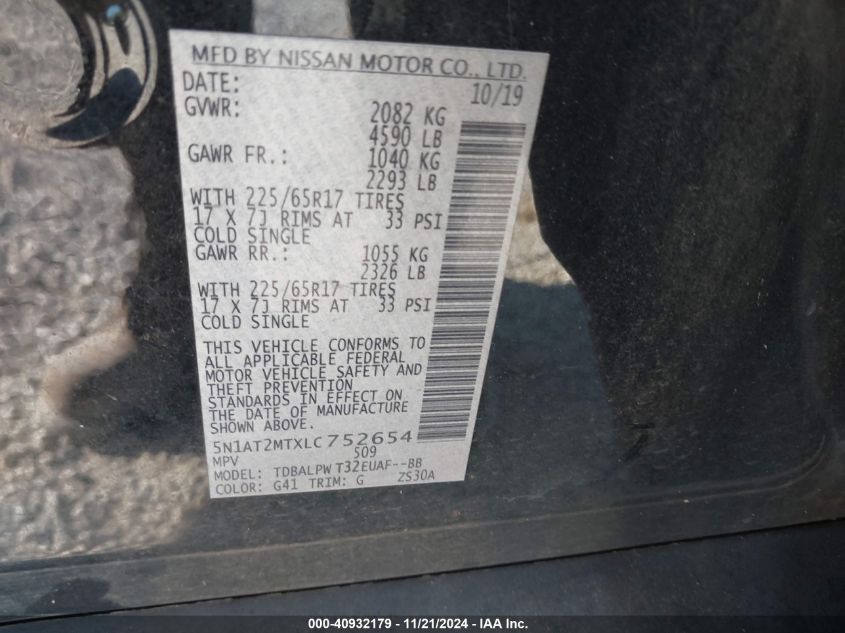 MFD BY NISSAN MOTOR CO., LTD.
DATE: 10/19
GVWR: 2082 KG
4590 LB
GAWR FR.: 1040 KG
2293 LB
WITH 225/65R17 TIRES
17 X 7J RIMS AT 33 PSI
COLD SINGLE
GAWR RR.: 1055 KG
2326 LB
WITH 225/65R17 TIRES
17 X 7J RIMS AT 33 PSI
COLD SINGLE
THIS VEHICLE CONFORMS TO
ALL APPLICABLE FEDERAL
MOTOR VEHICLE SAFETY AND
THEFT PREVENTION
STANDARDS IN EFFECT ON
THE DATE OF MANUFACTURE
SHOWN ABOVE.
5N1AT2MTXLC752654
MPV 509
MODEL: TDBALPW T32EUAF--BB
COLOR: G41 TRIM: G ZS30A
000-40932179 - 11/21/2024 - IAA Inc.